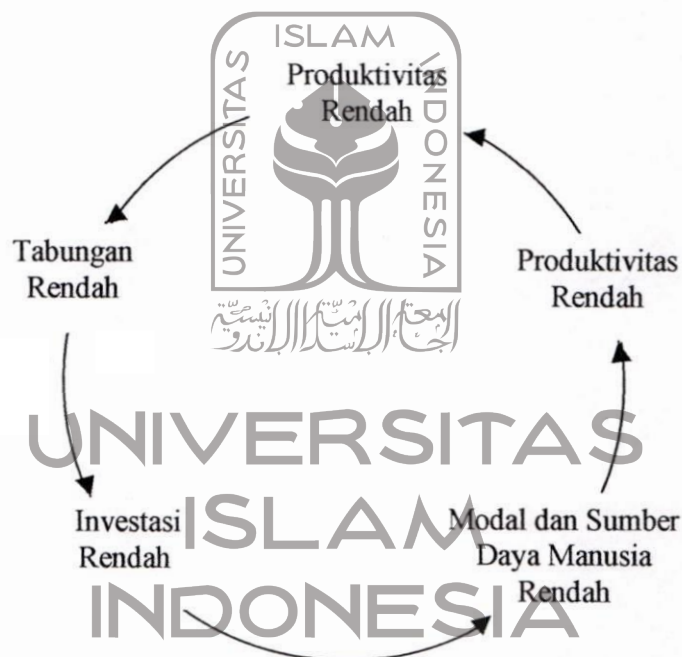 ISLAM
UNIVERSITAS
INDONESIA
Produktivitas
Rendah
Tabungan
Rendah
Produktivitas
Rendah
UNIVERSITAS
ISLAM
INDONESIA
Investasi
Rendah
Modal dan Sumber
Daya Manusia
Rendah